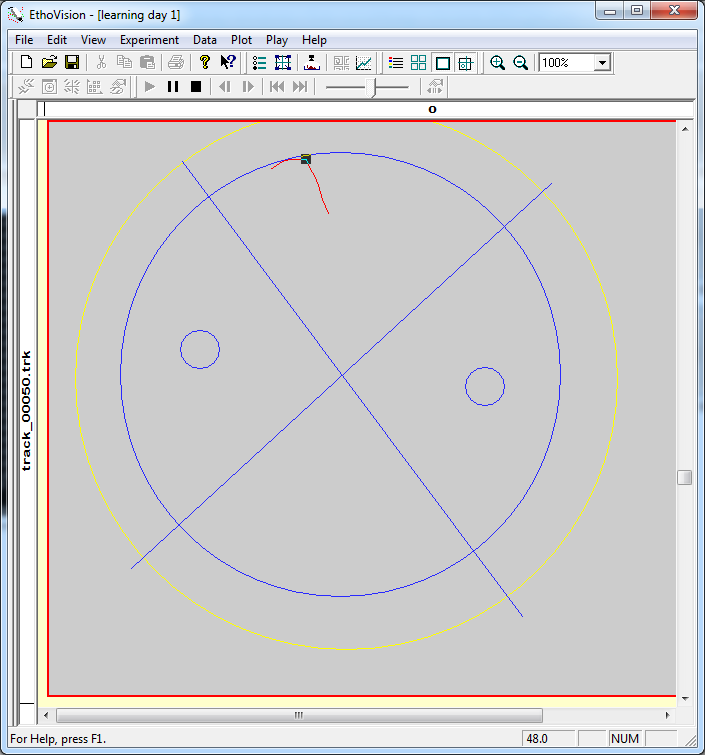 EthoVision - [learning day 1]
File Edit View Experiment Data Plot Play Help
100%
0
track_00050.trk
For Help, press F1.
48.0
NUM